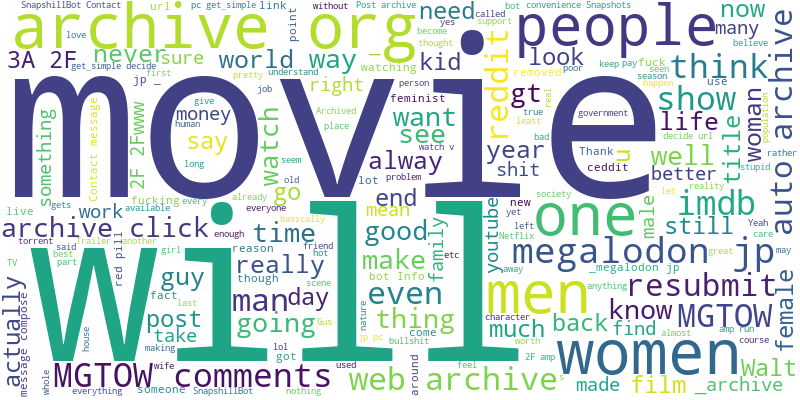 SnapshillBot Contact
url
pc get_simple
link
point
without
bot
convenience Snapshots
Post archive
archive org
people
need
now
many
movie
will
one
men
women
3A 2F
never
sure
world
way
kid
look
think
love
yes
called
support
become
thought
believe
watching
get_simple decide
first
pretty
understand
job
right
person
feminist
reddit
removed
poor
keep
pay
fuck
seen
season
happen
jp _
money
give
human
say
long
Archived
place
want
see
gt
show
use
life
woman
title
auto archive
something
2F 2Fwww
Contact message
watch
go
seem
old
alway
year
shit
u
well
better
true
least
real
bad
government
Thank
ceddit
decide url
population
rather
stupid
watch v
problem
lot
end
mean
imdb
male
society
let
reality
live
gets
work
available
fucking
every
already
everyone
basically
archive click
time
good
family
youtube
new
yet
left
Netflix
still
Yeah
care
may
torrent
said
Trailer
another
red pill
girl
enough
reason
friend
hot
make
etc
away
megalodon jp
_megalodon jp
great
TV
best
part
guy
really
though
scene
bot Info
fact
last
man
day
even
resubmit
female
actually
message compose
post
take
going
thing
character
anything
much
back
know
find
MGTOW
almost
amp run
course
house
making
lol
got
Gus
nature
jp pc
bullshit
come
worth
2F amp
MGTOW
wife
comments
web archive
around
feel
s
made
film
_archive
Walt
whole
everything
someone
SnapshillBot
nothing
used